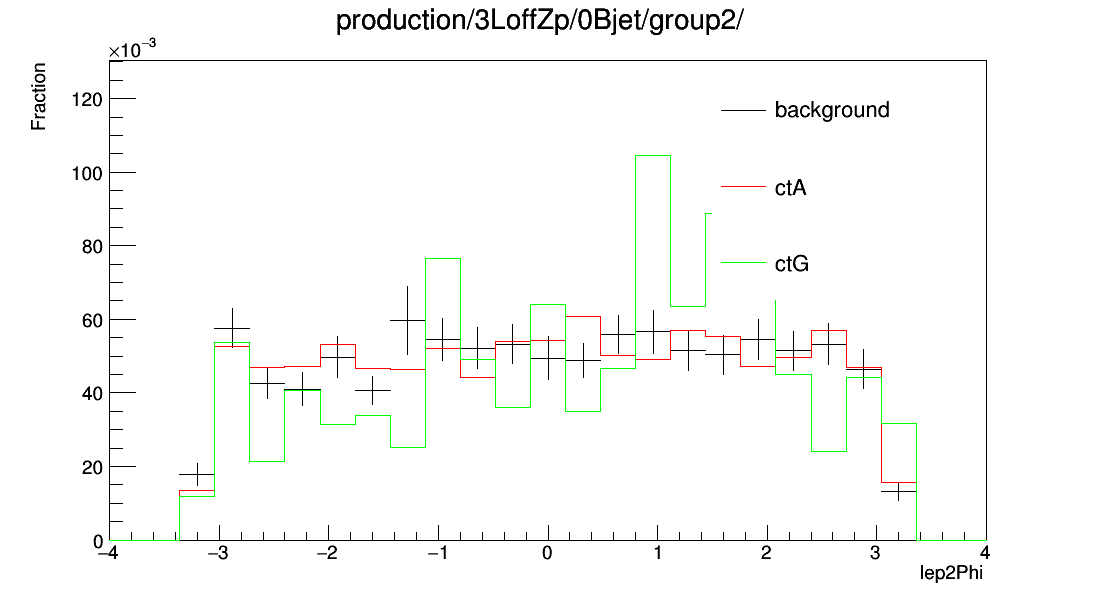 production/3LoffZp/0Bjet/group2/
×10⁻³
Fraction
120
100
80
60
40
20
0
background
ctA
ctG
−4 −3 −2 −1 0 1 2 3 4
lep2Phi